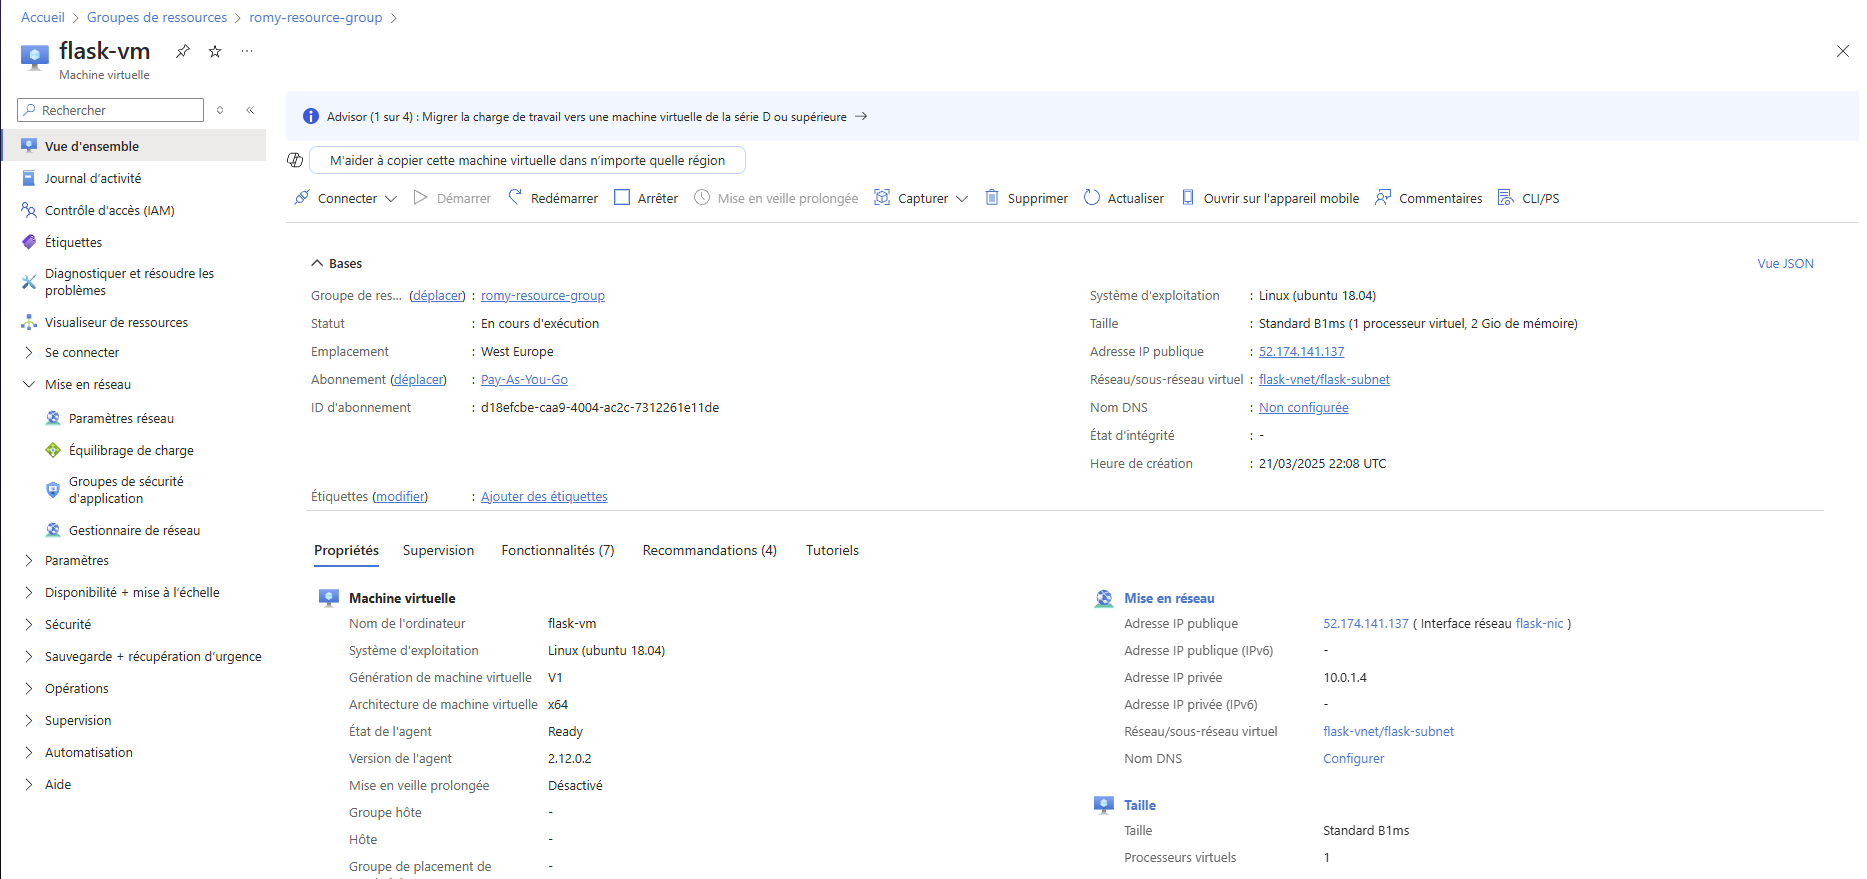 Accueil > Groupes de ressources > romy-resource-group >
flask-vm
Machine virtuelle
Rechercher
Vue d'ensemble
Journal d'activité
Contrôle d'accès (IAM)
Étiquettes
Diagnostiquer et résoudre les
problèmes
Visualiseur de ressources
Se connecter
Mise en réseau
Paramètres réseau
Équilibrage de charge
Groupes de sécurité
d'application
Gestionnaire de réseau
Paramètres
Disponibilité + mise à l'échelle
Sécurité
Sauvegarde + récupération d'urgence
Opérations
Supervision
Automatisation
Aide
Advisor (1 sur 4) : Migrer la charge de travail vers une machine virtuelle de la série D ou supérieure →
M'aider à copier cette machine virtuelle dans n'importe quelle région
Connecter Démarrer Redémarrer Arrêter Mise en veille prolongée Capturer Supprimer Actualiser Ouvrir sur l'appareil mobile Commentaires CLI/PS
Bases Vue JSON
Groupe de res... (déplacer) : romy-resource-group
Statut : En cours d'exécution
Emplacement : West Europe
Abonnement (déplacer) : Pay-As-You-Go
ID d'abonnement : d18efcbe-caa9-4004-ac2c-7312261e11de
Système d'exploitation : Linux (ubuntu 18.04)
Taille : Standard B1ms (1 processeur virtuel, 2 Gio de mémoire)
Adresse IP publique : 52.174.141.137
Réseau/sous-réseau virtuel : flask-vnet/flask-subnet
Nom DNS : Non configurée
État d'intégrité : -
Heure de création : 21/03/2025 22:08 UTC
Étiquettes (modifier) : Ajouter des étiquettes
Propriétés Supervision Fonctionnalités (7) Recommandations (4) Tutoriels
Machine virtuelle
Nom de l'ordinateur flask-vm
Système d'exploitation Linux (ubuntu 18.04)
Génération de machine virtuelle V1
Architecture de machine virtuelle x64
État de l'agent Ready
Version de l'agent 2.12.0.2
Mise en veille prolongée Désactivé
Groupe hôte -
Hôte -
Groupe de placement de -
Mise en réseau
Adresse IP publique 52.174.141.137 ( Interface réseau flask-nic )
Adresse IP publique (IPv6) -
Adresse IP privée 10.0.1.4
Adresse IP privée (IPv6) -
Réseau/sous-réseau virtuel flask-vnet/flask-subnet
Nom DNS Configurer
Taille
Taille Standard B1ms
Processeurs virtuels 1